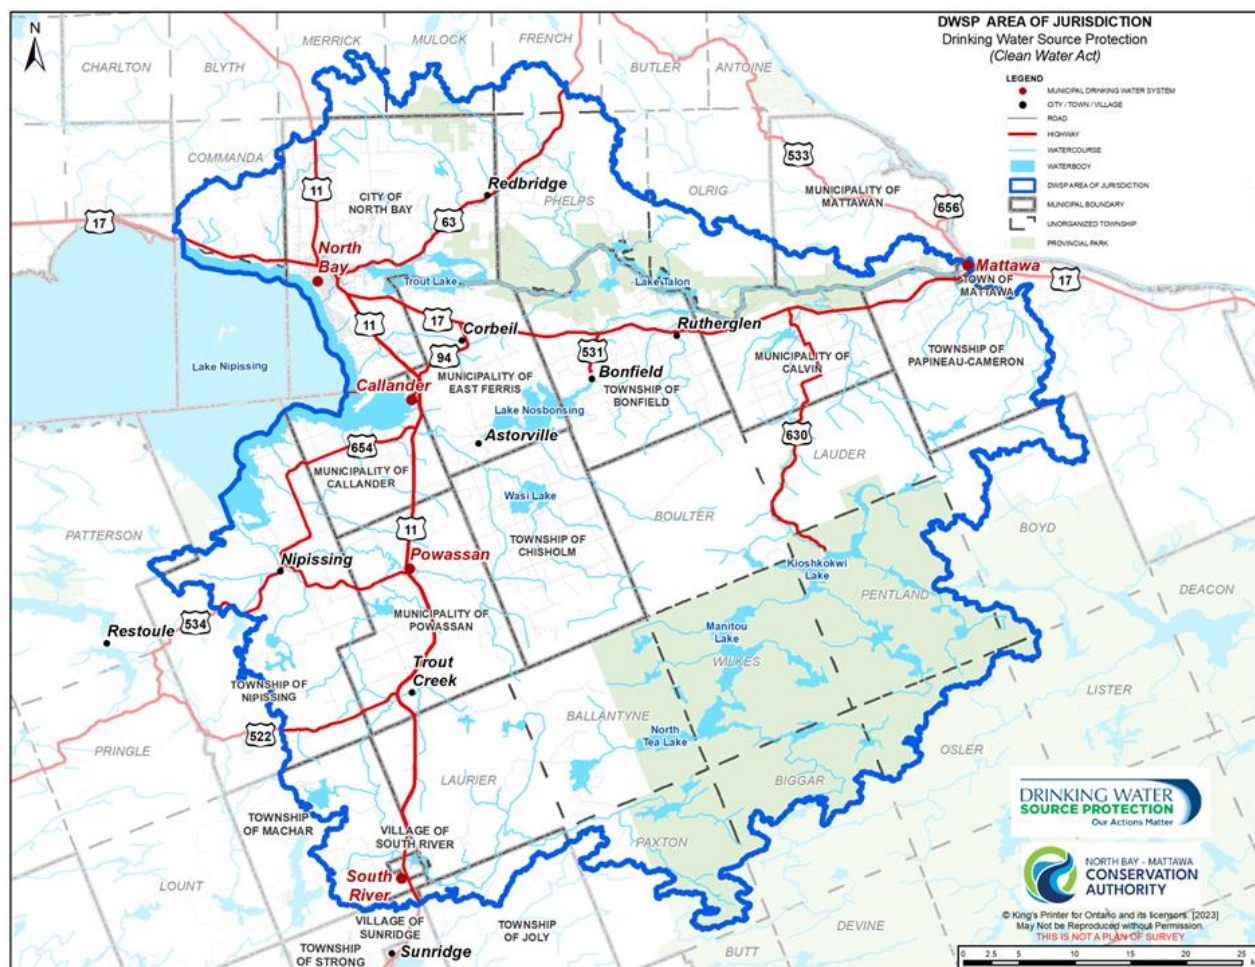 DWSP AREA OF JURISDICTION
Drinking Water Source Protection
(Clean Water Act)
LEGEND
MUNICIPAL DRINKING WATER SYSTEM
CITY / TOWN / VILLAGE
ROAD
HIGHWAY
WATERCOURSE
WATERBODY
DWSP AREA OF JURISDICTION
MUNICIPAL BOUNDARY
UNORGANIZED TOWNSHIP
PROVINCIAL PARK
N
MERRICK
MULOCK
FRENCH
CHARLTON
BLYTH
BUTLER
ANTOINE
COMMANDA
533
11
Redbridge
CITY OF
NORTH BAY
PHELPS
OLRIG
MUNICIPALITY OF
MATTAWAN
656
17
63
North
Bay
Mattawa
TOWN OF
MATTAWA
17
Trout Lake
Lake Talon
11
17
Corbeil
Rutherglen
94
531
Lake Nipissing
MUNICIPALITY OF
EAST FERRIS
Bonfield
TOWNSHIP OF
BONFIELD
MUNICIPALITY OF
CALVIN
TOWNSHIP OF
PAPINEAU-CAMERON
Callander
Lake Nosbonsing
Astorville
654
630
LAUDER
MUNICIPALITY OF
CALLANDER
Wasi Lake
BOULTER
PATTERSON
11
BOYD
TOWNSHIP OF
CHISHOLM
Nipissing
Powassan
Kioshkokwi
Lake
DEACON
PENTLAND
MUNICIPALITY OF
POWASSAN
534
Restoule
Manitou
Lake
WILKES
Trout
Creek
TOWNSHIP OF
NIPISSING
LISTER
BALLANTYNE
522
PRINGLE
North
Tea Lake
OSLER
LAURIER
BIGGAR
TOWNSHIP
OF MACHAR
VILLAGE OF
SOUTH RIVER
PAXTON
South
River
LOUNT
VILLAGE OF
SUNRIDGE
TOWNSHIP
OF JOLY
DEVINE
Sunridge
TOWNSHIP
OF STRONG
BUTT
DRINKING WATER
SOURCE PROTECTION
Our Actions Matter
NORTH BAY - MATTAWA
CONSERVATION
AUTHORITY
© King's Printer for Ontario and its licensors. [2023]
May Not be Reproduced without Permission.
THIS IS NOT A PLAN OF SURVEY
0 2.5 5 10 15 20 25